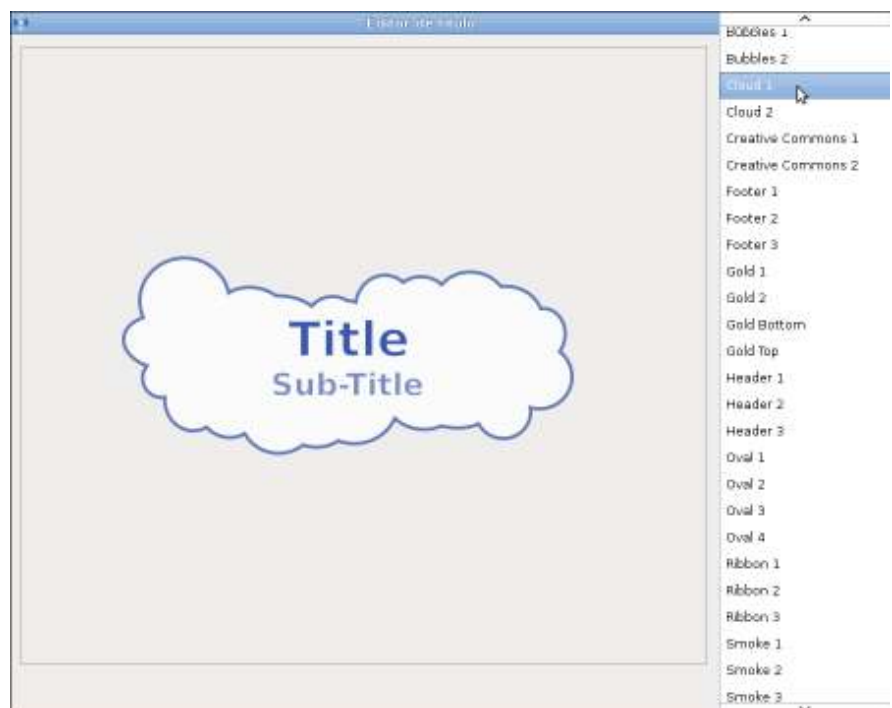 Title
Sub-Title
Bubbles 1
Bubbles 2
Cloud 1
Cloud 2
Creative Commons 1
Creative Commons 2
Footer 1
Footer 2
Footer 3
Gold 1
Gold 2
Gold Bottom
Gold Top
Header 1
Header 2
Header 3
Oval 1
Oval 2
Oval 3
Oval 4
Ribbon 1
Ribbon 2
Ribbon 3
Smoke 1
Smoke 2
Smoke 3